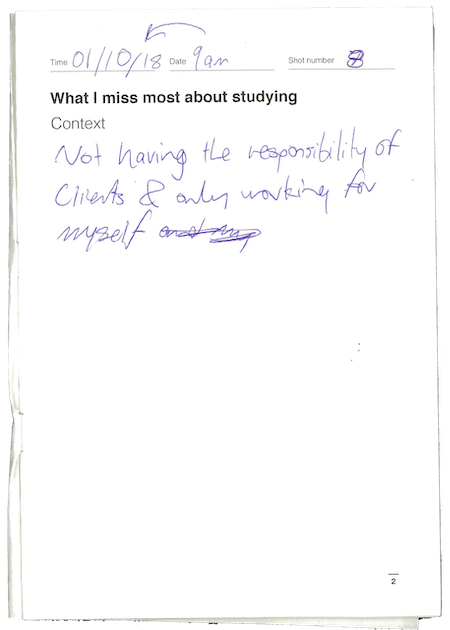 Time 01/10/18 Date 9am Shot number 8
What I miss most about studying
Context
Not having the responsibility of
Clients & only working for
myself
2